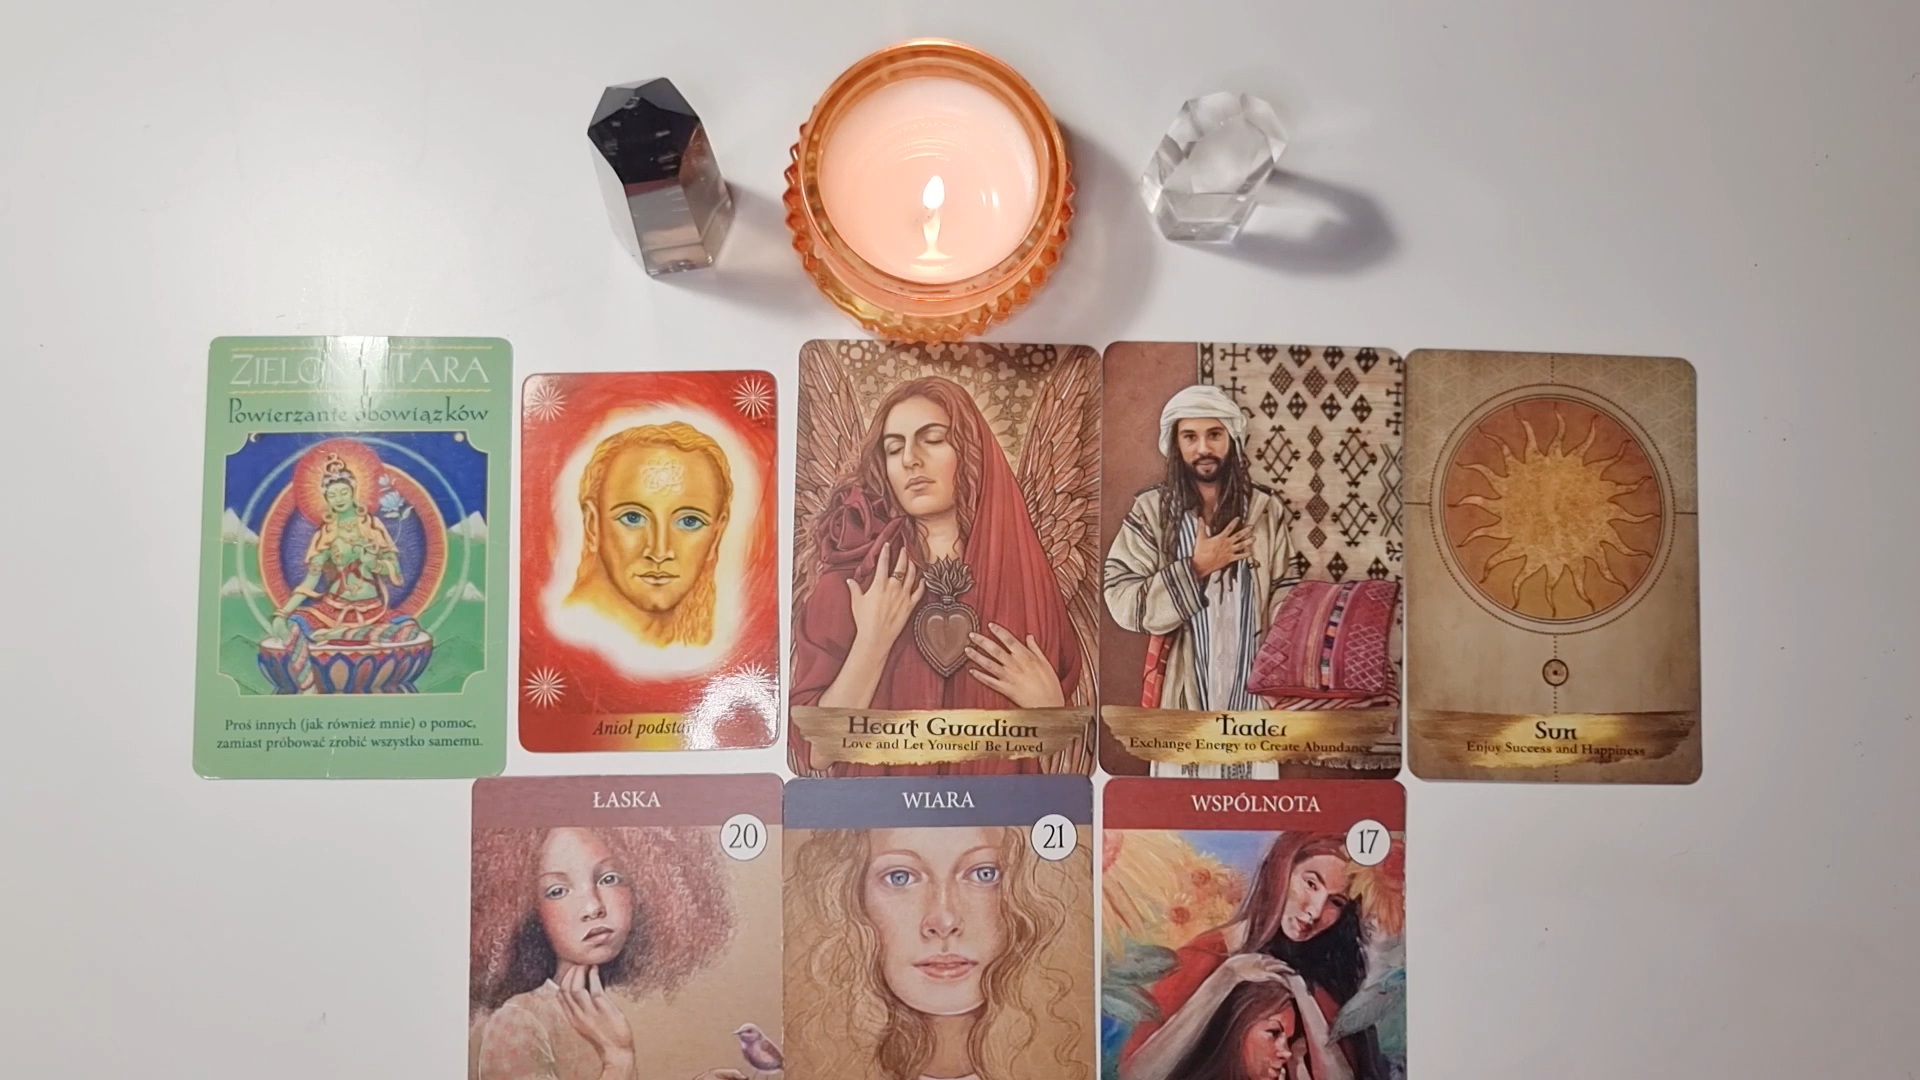 ZIELONA TARA
Powierzanie obowiązków
Proś innych (jak również mnie) o pomoc,
zamiast próbować zrobić wszystko samemu.
Anioł
Heart Guardian
Love and Let Yourself Be Loved
Trader
Exchange Energy to Create Abundance
Sun
Enjoy Success and Happiness
ŁASKA
20
WIARA
21
WSPÓLNOTA
17